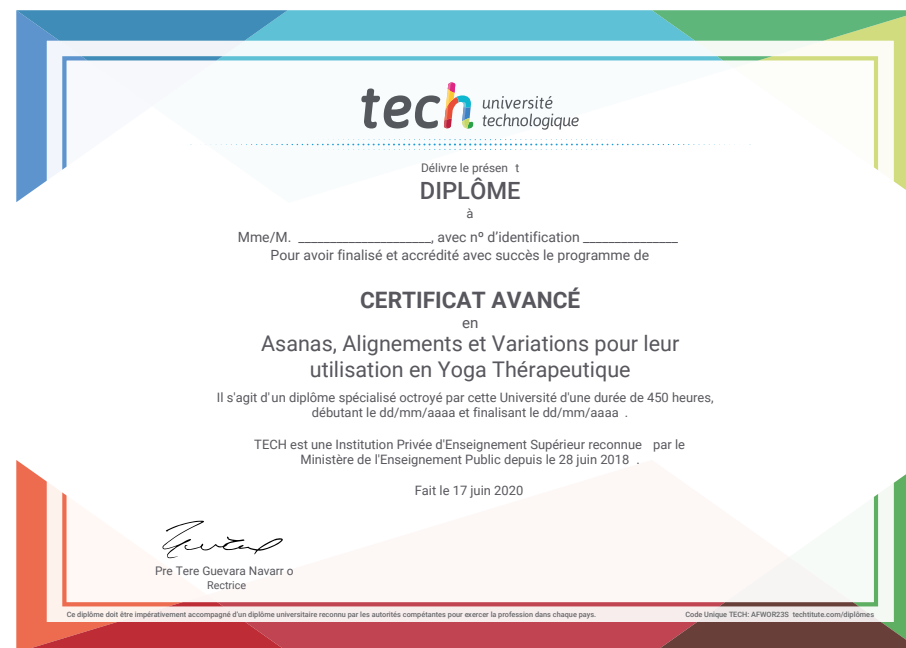 tech université
technologique
Délivre le présen t
DIPLÔME
à
Mme/M. ____________________, avec nº d’identification ______________
Pour avoir finalisé et accrédité avec succès le programme de
CERTIFICAT AVANCÉ
en
Asanas, Alignements et Variations pour leur
utilisation en Yoga Thérapeutique
Il s'agit d'un diplôme spécialisé octroyé par cette Université d'une durée de 450 heures,
débutant le dd/mm/aaaa et finalisant le dd/mm/aaaa .
TECH est une Institution Privée d'Enseignement Supérieur reconnue par le
Ministère de l'Enseignement Public depuis le 28 juin 2018 .
Fait le 17 juin 2020
Pre Tere Guevara Navarr o
Rectrice
Ce diplôme doit être impérativement accompagné d'un diplôme universitaire reconnu par les autorités compétantes pour exercer la profession dans chaque pays. Code Unique TECH: AFWOR23S techtitute.com/diplômes